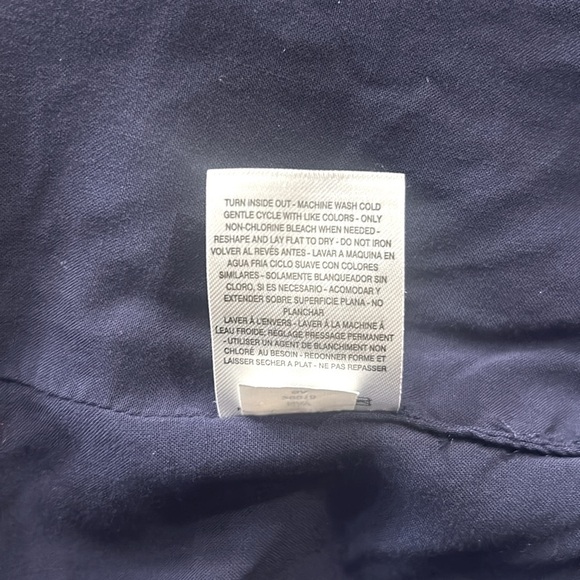 TURN INSIDE OUT - MACHINE WASH COLD
GENTLE CYCLE WITH LIKE COLORS - ONLY
NON-CHLORINE BLEACH WHEN NEEDED -
RESHAPE AND LAY FLAT TO DRY - DO NOT IRON
VOLVER AL REVÉS ANTES - LAVAR A MAQUINA EN
AGUA FRIA CICLO SUAVE CON COLORES
SIMILARES - SOLAMENTE BLANQUEADOR SIN
CLORO, SI ES NECESARIO - ACOMODAR Y
EXTENDER SOBRE SUPERFICIE PLANA - NO
PLANCHAR
LAVER À L'ENVERS - LAVER À LA MACHINE À
L'EAU FROIDE; RÉGLAGE PRESSAGE PERMANENT
- UTILISER UN AGENT DE BLANCHIMENT NON
CHLORÉ AU BESOIN - REDONNER FORME ET
LAISSER SECHER A PLAT - NE PAS REPASSER